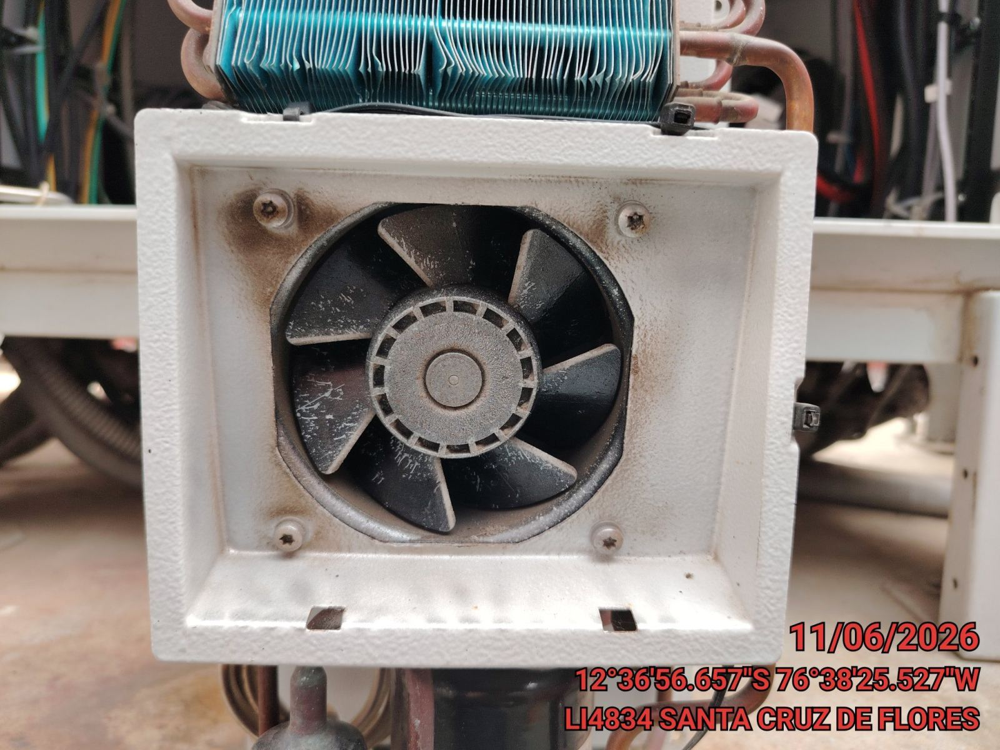 11/06/2026
12°36'56.657"S 76°38'25.527"W
LI4834 SANTA CRUZ DE FLORES